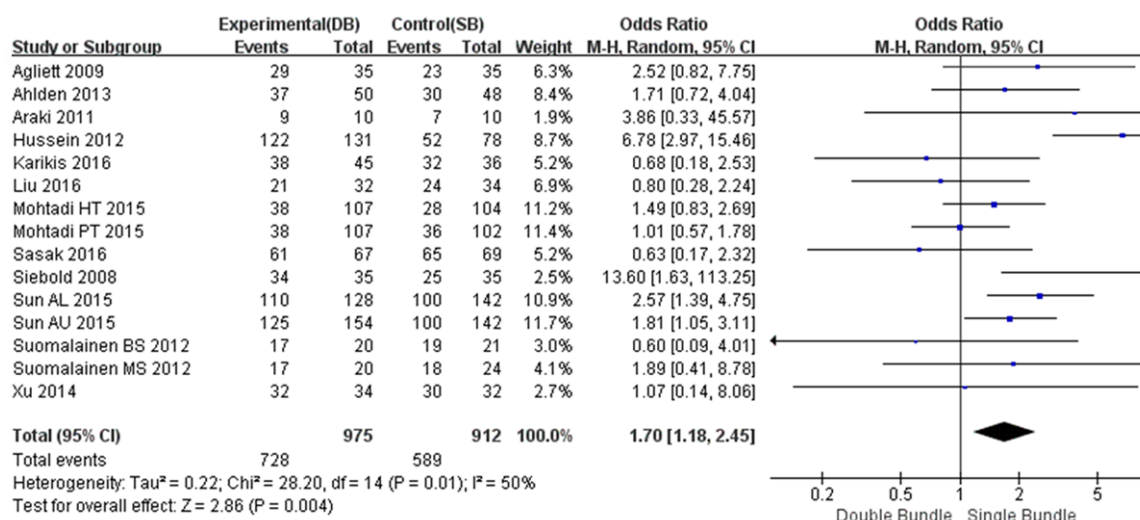 Experimental(DB) Control(SB) Odds Ratio Odds Ratio
Study or Subgroup Events Total Events Total Weight M-H, Random, 95% CI M-H, Random, 95% CI
Agliett 2009 29 35 23 35 6.3% 2.52 [0.82, 7.75]
Ahlden 2013 37 50 30 48 8.4% 1.71 [0.72, 4.04]
Araki 2011 9 10 7 10 1.9% 3.86 [0.33, 45.57]
Hussein 2012 122 131 52 78 8.7% 6.78 [2.97, 15.46]
Karikis 2016 38 45 32 36 5.2% 0.68 [0.18, 2.53]
Liu 2016 21 32 24 34 6.9% 0.80 [0.28, 2.24]
Mohtadi HT 2015 38 107 28 104 11.2% 1.49 [0.83, 2.69]
Mohtadi PT 2015 38 107 36 102 11.4% 1.01 [0.57, 1.78]
Sasak 2016 61 67 65 69 5.2% 0.63 [0.17, 2.32]
Siebold 2008 34 35 25 35 2.5% 13.60 [1.63, 113.25]
Sun AL 2015 110 128 100 142 10.9% 2.57 [1.39, 4.75]
Sun AU 2015 125 154 100 142 11.7% 1.81 [1.05, 3.11]
Suomalainen BS 2012 17 20 19 21 3.0% 0.60 [0.09, 4.01]
Suomalainen MS 2012 17 20 18 24 4.1% 1.89 [0.41, 8.78]
Xu 2014 32 34 30 32 2.7% 1.07 [0.14, 8.06]
Total (95% CI) 975 912 100.0% 1.70 [1.18, 2.45]
Total events 728 589
Heterogeneity: Tau² = 0.22; Chi² = 28.20, df = 14 (P = 0.01); I² = 50%
Test for overall effect: Z = 2.86 (P = 0.004)
0.2 0.5 1 2 5
Double Bundle Single Bundle